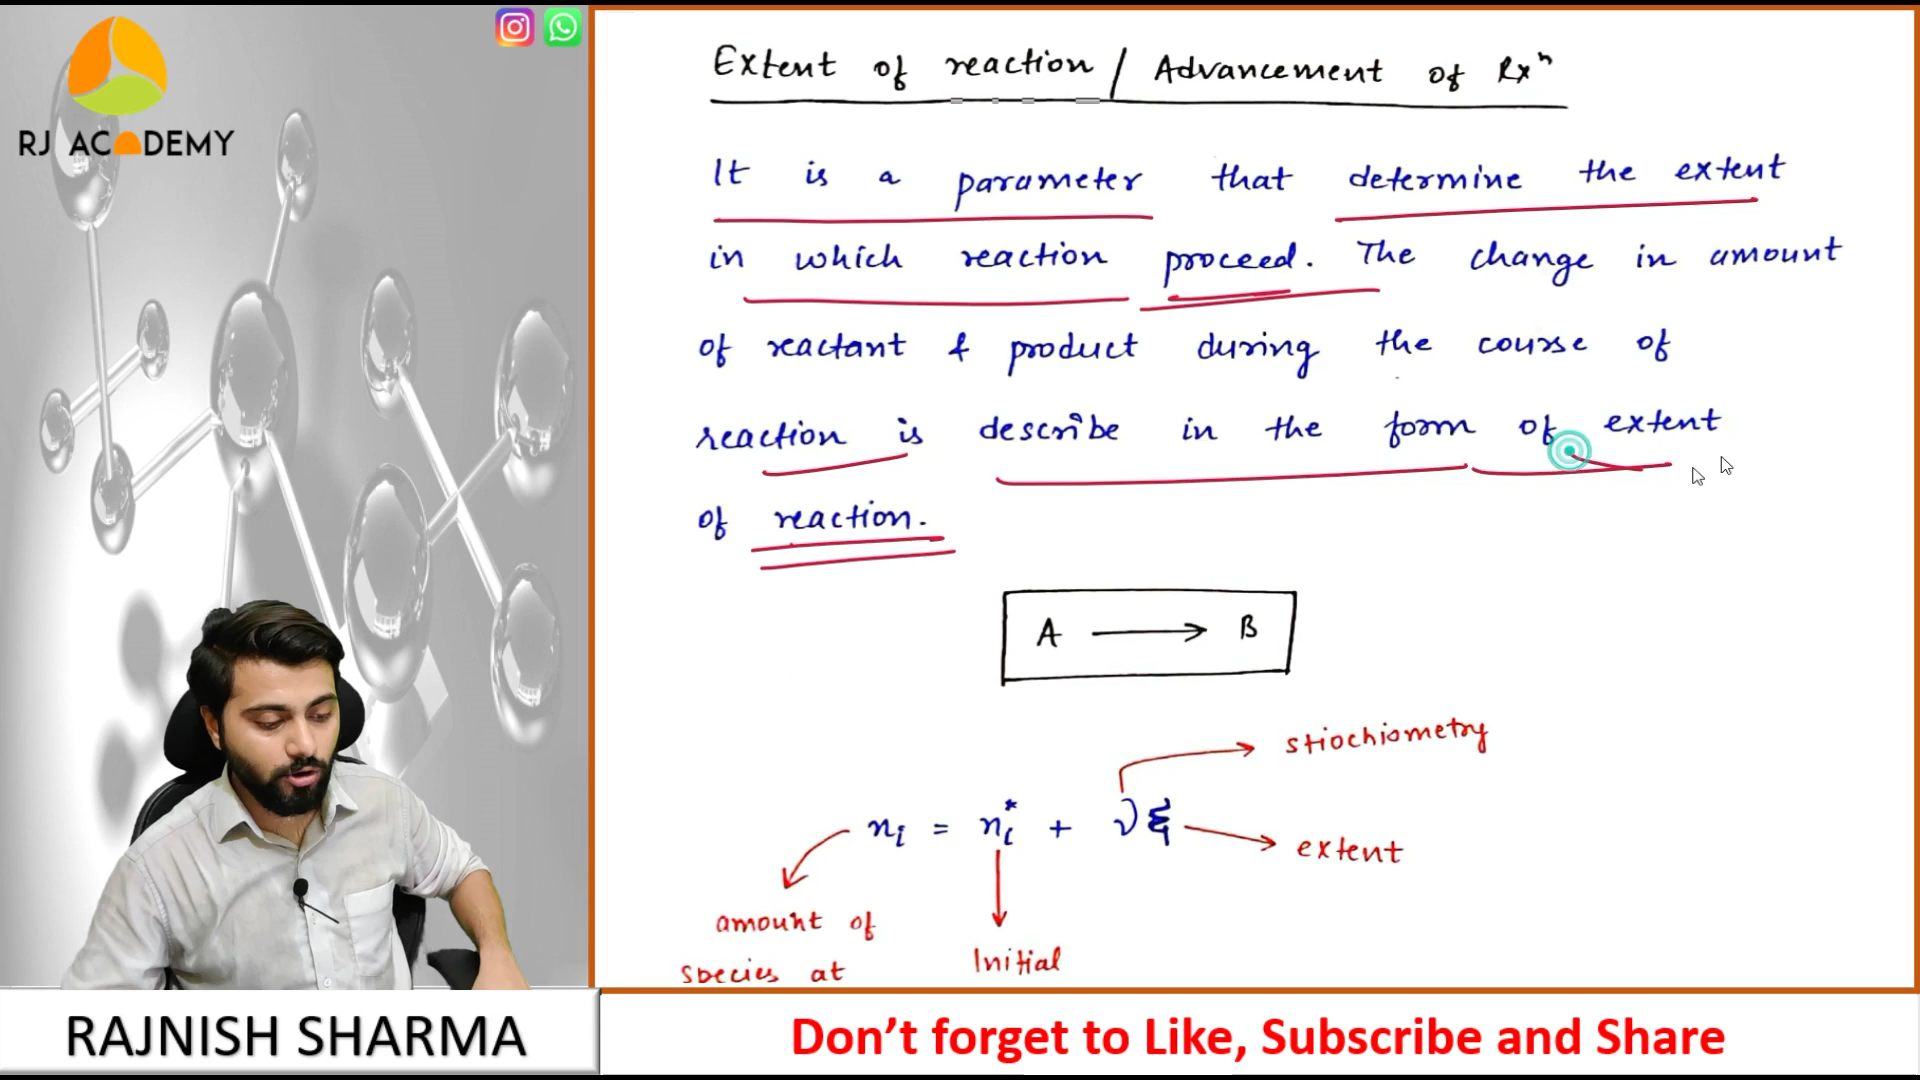 RJ ACADEMY
Extent of reaction / Advancement of Rxⁿ
It is a parameter that determine the extent
in which reaction proceed. The change in amount
of reactant & product during the course of
reaction is describe in the form of extent
of reaction.
A → B
stiochiometry
nᵢ = nᵢ* + νξ
extent
amount of
species at
Initial
RAJNISH SHARMA
Don't forget to Like, Subscribe and Share